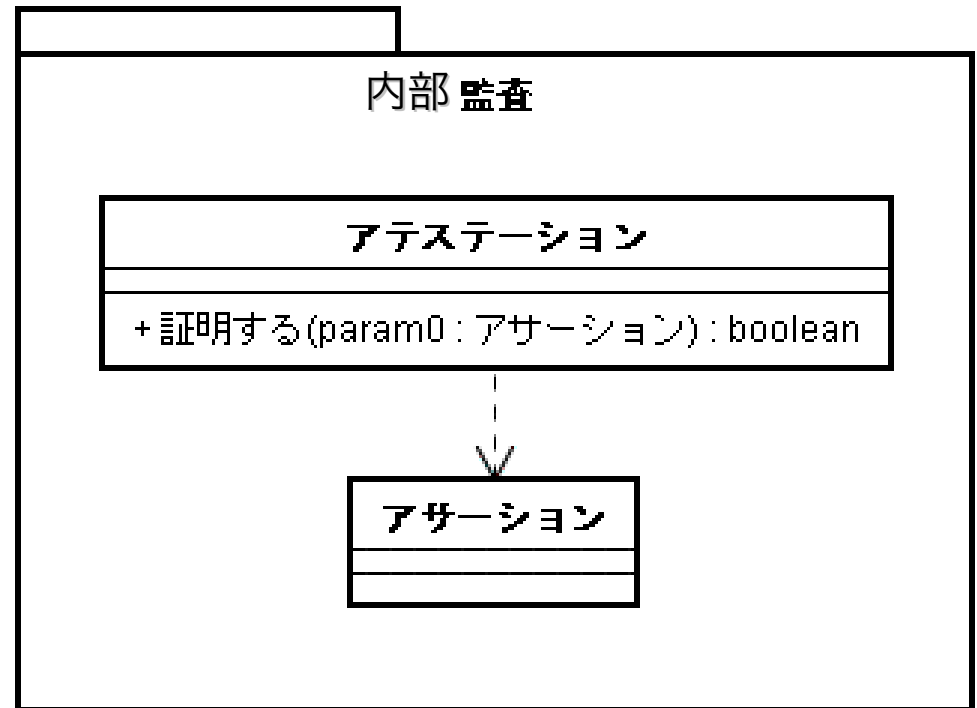 内部 監査
アテステーション
+ 証明する(param0 : アサーション) : boolean
アサーション